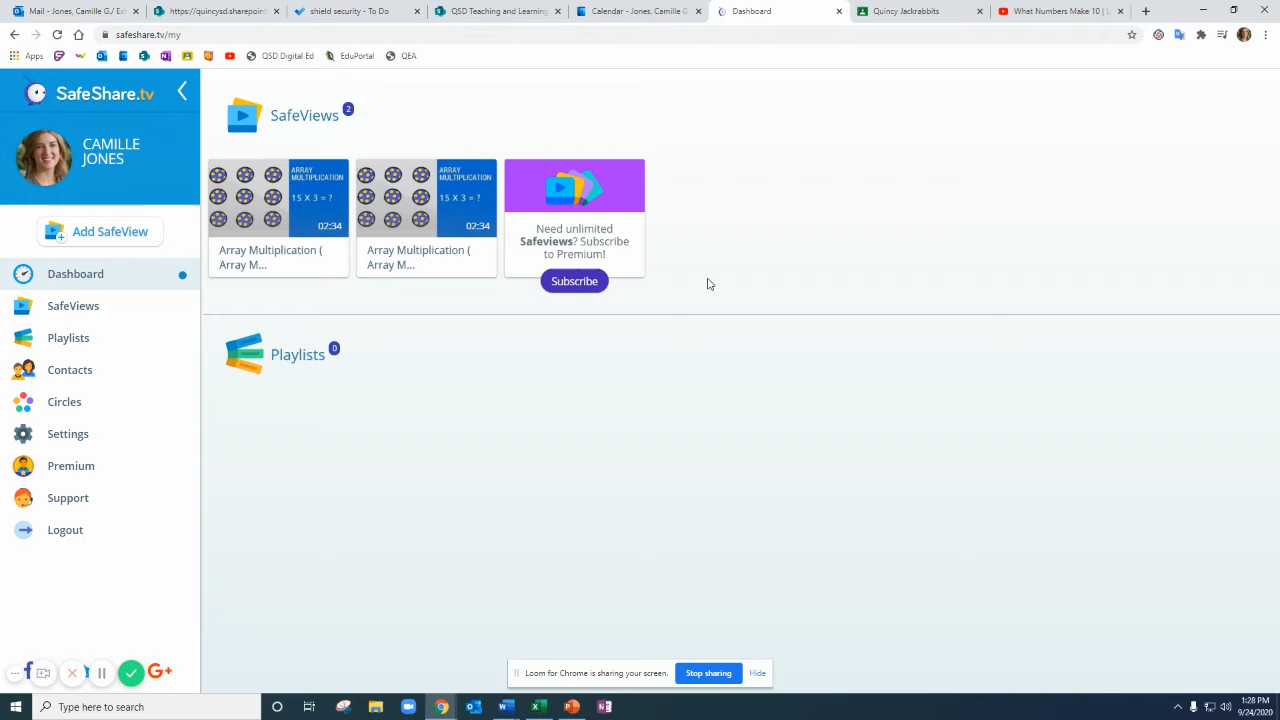 Mail - Jones, Camille G./ Ex
https://quincysd.sharepoint
shield security - To Do
QSD Teaching and Learning
Calendar - Jones, Camille G
Dashboard
Quincy Jackrabbits
What Numbers Make 10 | L
safeshare.tv/my
Apps
QSD Digital Ed
EduPortal
QEA
SafeShare.tv
CAMILLE
JONES
Add SafeView
Dashboard
SafeViews
Playlists
Contacts
Circles
Settings
Premium
Support
Logout
SafeViews 2
ARRAY
MULTIPLICATION
15 X 3 = ?
02:34
Array Multiplication (
Array M...
ARRAY
MULTIPLICATION
15 X 3 = ?
02:34
Array Multiplication (
Array M...
Need unlimited
Safeviews? Subscribe
to Premium!
Subscribe
Playlists 0
Loom for Chrome is sharing your screen.
Stop sharing
Hide
Type here to search
1:28 PM
9/24/2020